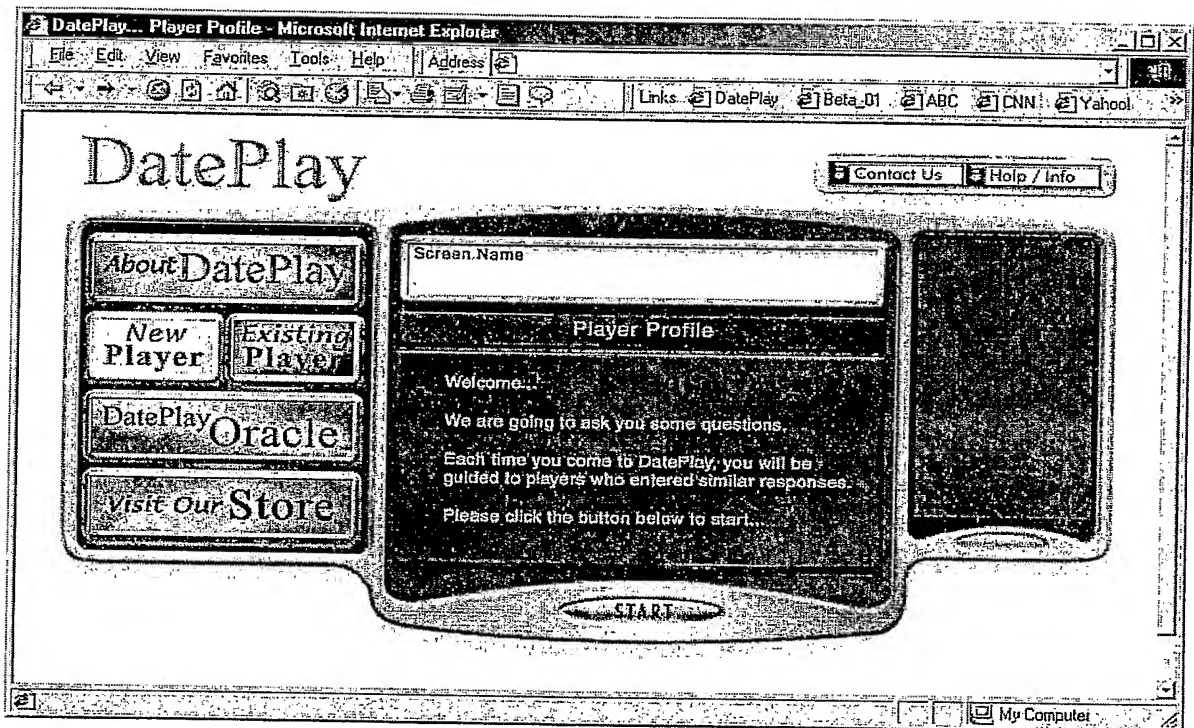 DatePlay... Player Profile - Microsoft Internet Explorer
File Edit View Favorites Tools Help Address
Links DatePlay Beta_01 ABC CNN Yahoo!
DatePlay
Contact Us Help / Info
About DatePlay
New Player
Existing Player
DatePlay Oracle
Visit Our Store
Screen Name
Player Profile
Welcome...
We are going to ask you some questions.
Each time you come to DatePlay, you will be
guided to players who entered similar responses.
Please click the button below to start...
START
My Computer